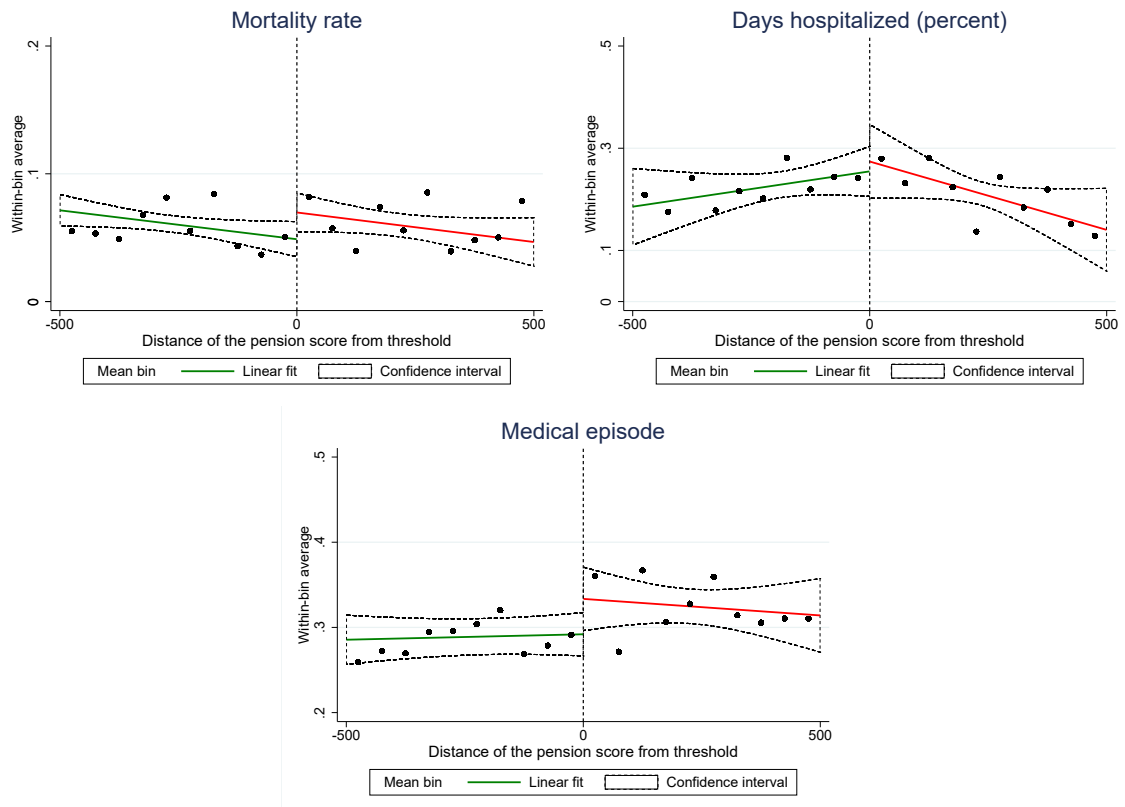 Mortality rate
Within-bin average
.2
.1
0
-500 0 500
Distance of the pension score from threshold
Mean bin Linear fit Confidence interval
Days hospitalized (percent)
Within-bin average
.5
.3
.1
0
-500 0 500
Distance of the pension score from threshold
Mean bin Linear fit Confidence interval
Medical episode
Within-bin average
.5
.4
.3
.2
-500 0 500
Distance of the pension score from threshold
Mean bin Linear fit Confidence interval